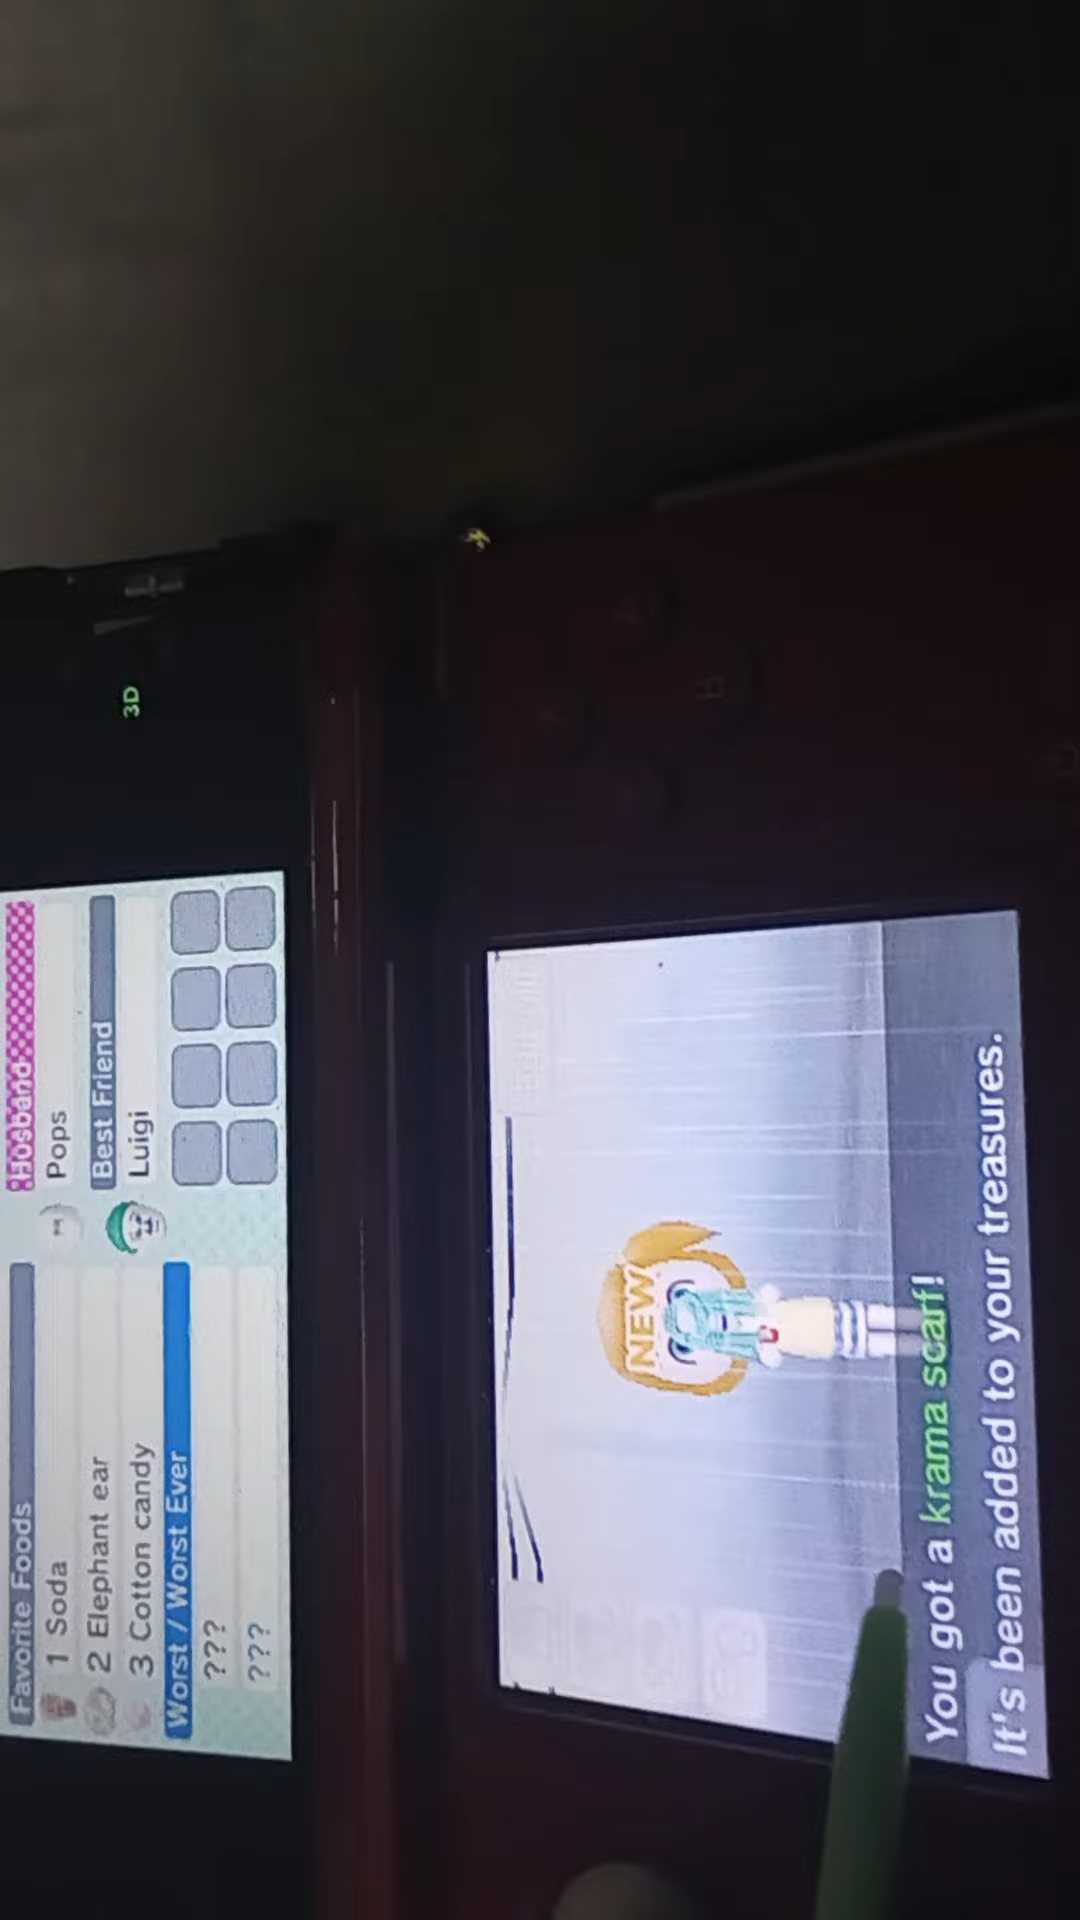 Favorite Foods
1 Soda
2 Elephant ear
3 Cotton candy
Worst / Worst Ever
???
???
Husband
Pops
Best Friend
Luigi
3D
NEW
You got a krama scarf!
It's been added to your treasures.
A
B